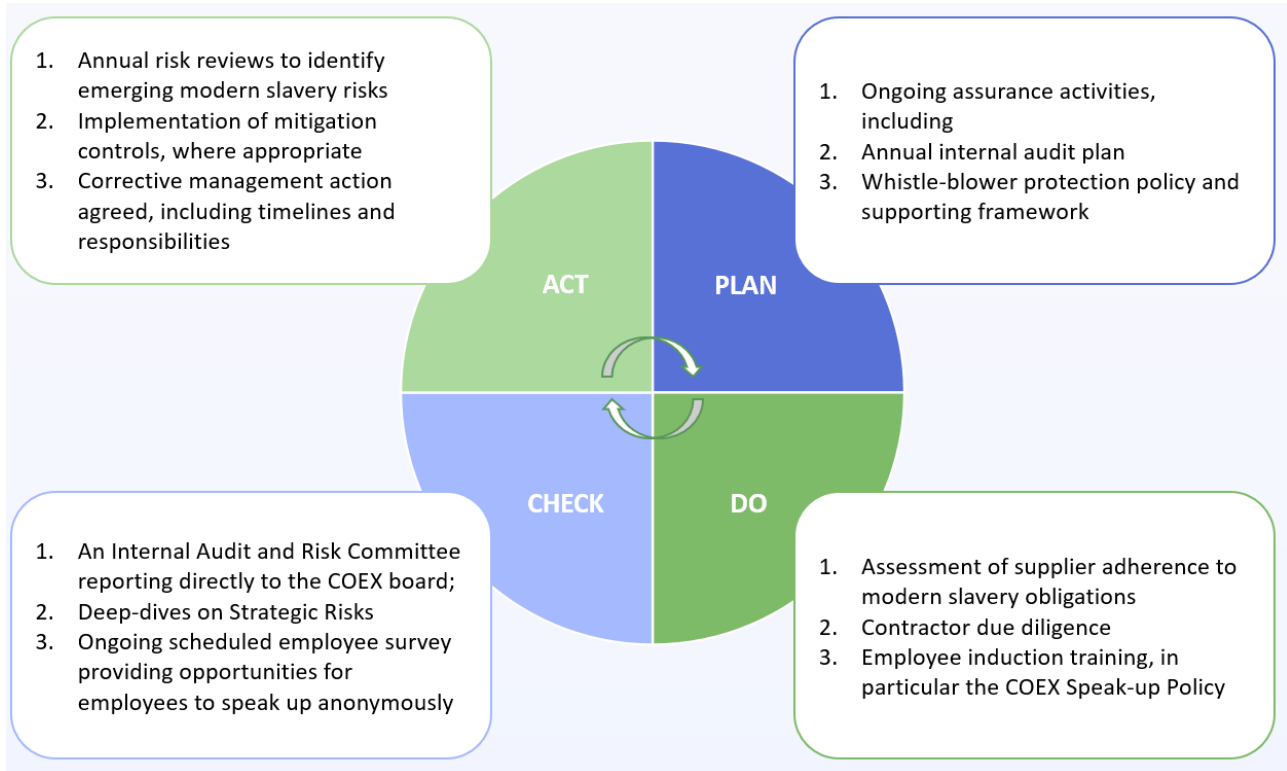 1. Annual risk reviews to identify
emerging modern slavery risks
2. Implementation of mitigation
controls, where appropriate
3. Corrective management action
agreed, including timelines and
responsibilities
1. Ongoing assurance activities,
including
2. Annual internal audit plan
3. Whistle-blower protection policy and
supporting framework
ACT
PLAN
CHECK
DO
1. An Internal Audit and Risk Committee
reporting directly to the COEX board;
2. Deep-dives on Strategic Risks
3. Ongoing scheduled employee survey
providing opportunities for
employees to speak up anonymously
1. Assessment of supplier adherence to
modern slavery obligations
2. Contractor due diligence
3. Employee induction training, in
particular the COEX Speak-up Policy